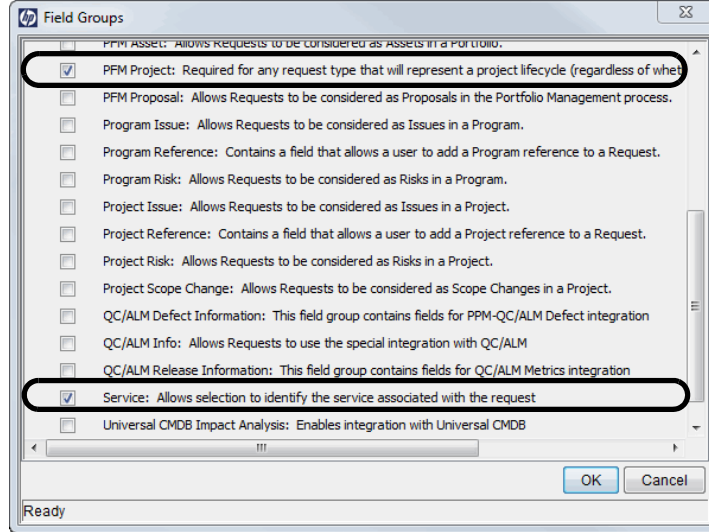 hp Field Groups
PFM Asset: Allows Requests to be considered as Assets in a Portfolio.
PFM Project: Required for any request type that will represent a project lifecycle (regardless of whet
PFM Proposal: Allows Requests to be considered as Proposals in the Portfolio Management process.
Program Issue: Allows Requests to be considered as Issues in a Program.
Program Reference: Contains a field that allows a user to add a Program reference to a Request.
Program Risk: Allows Requests to be considered as Risks in a Program.
Project Issue: Allows Requests to be considered as Issues in a Project.
Project Reference: Contains a field that allows a user to add a Project reference to a Request.
Project Risk: Allows Requests to be considered as Risks in a Project.
Project Scope Change: Allows Requests to be considered as Scope Changes in a Project.
QC/ALM Defect Information: This field group contains fields for PPM-QC/ALM Defect integration
QC/ALM Info: Allows Requests to use the special integration with QC/ALM
QC/ALM Release Information: This field group contains fields for QC/ALM Metrics integration
Service: Allows selection to identify the service associated with the request
Universal CMDB Impact Analysis: Enables integration with Universal CMDB
OK Cancel
Ready